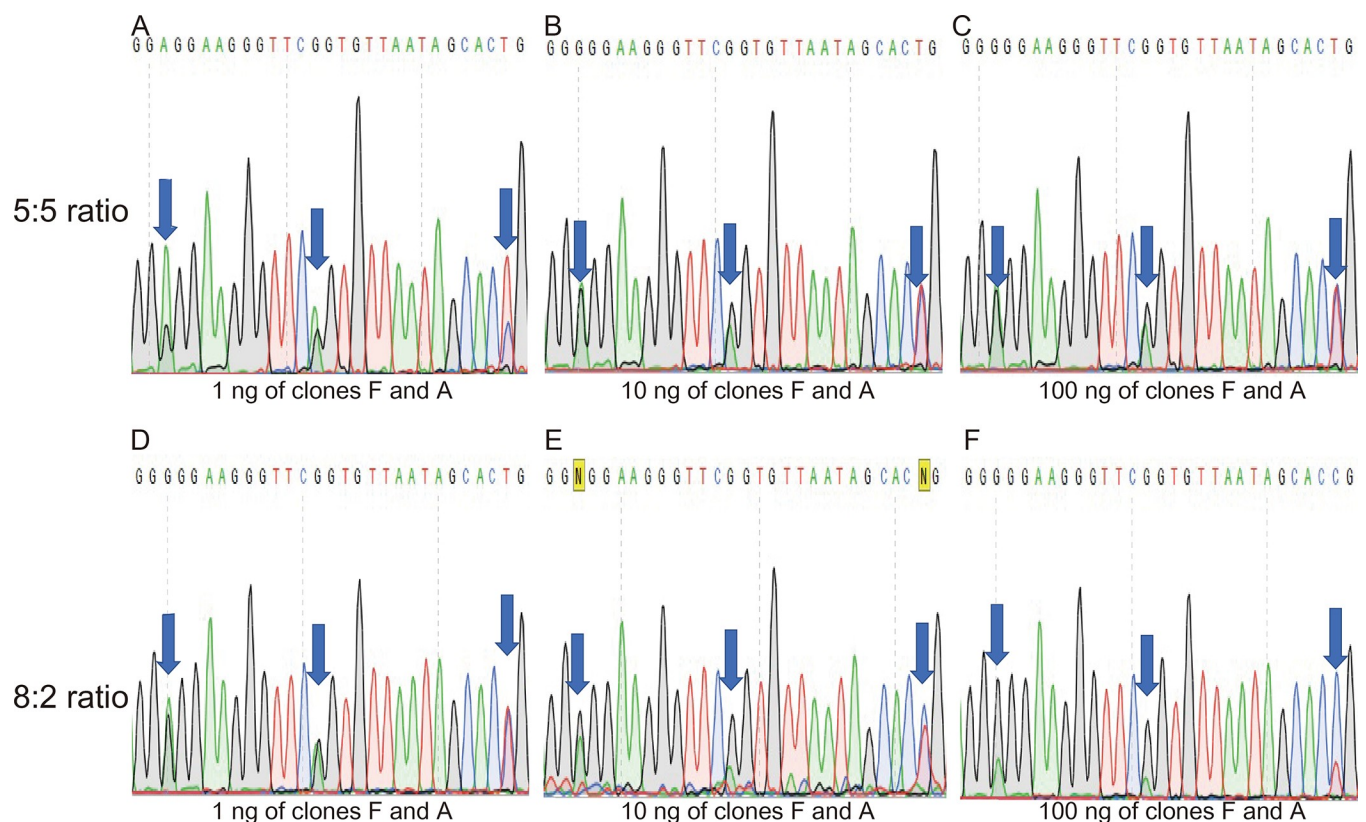 A
GGAGGAAGGGTTCGGTGTTAATAGCACTG
B
GGGGGAAGGGTTCGGTGTTAATAGCACTG
C
GGGGGAAGGGTTCGGTGTTAATAGCACTG
5:5 ratio
1 ng of clones F and A
10 ng of clones F and A
100 ng of clones F and A
D
GGGGGAAGGGTTCGGTGTTAATAGCACTG
E
GGNGGAAGGGTTCGGTGTTAATAGCACNG
F
GGGGGAAGGGTTCGGTGTTAATAGCACCG
8:2 ratio
1 ng of clones F and A
10 ng of clones F and A
100 ng of clones F and A